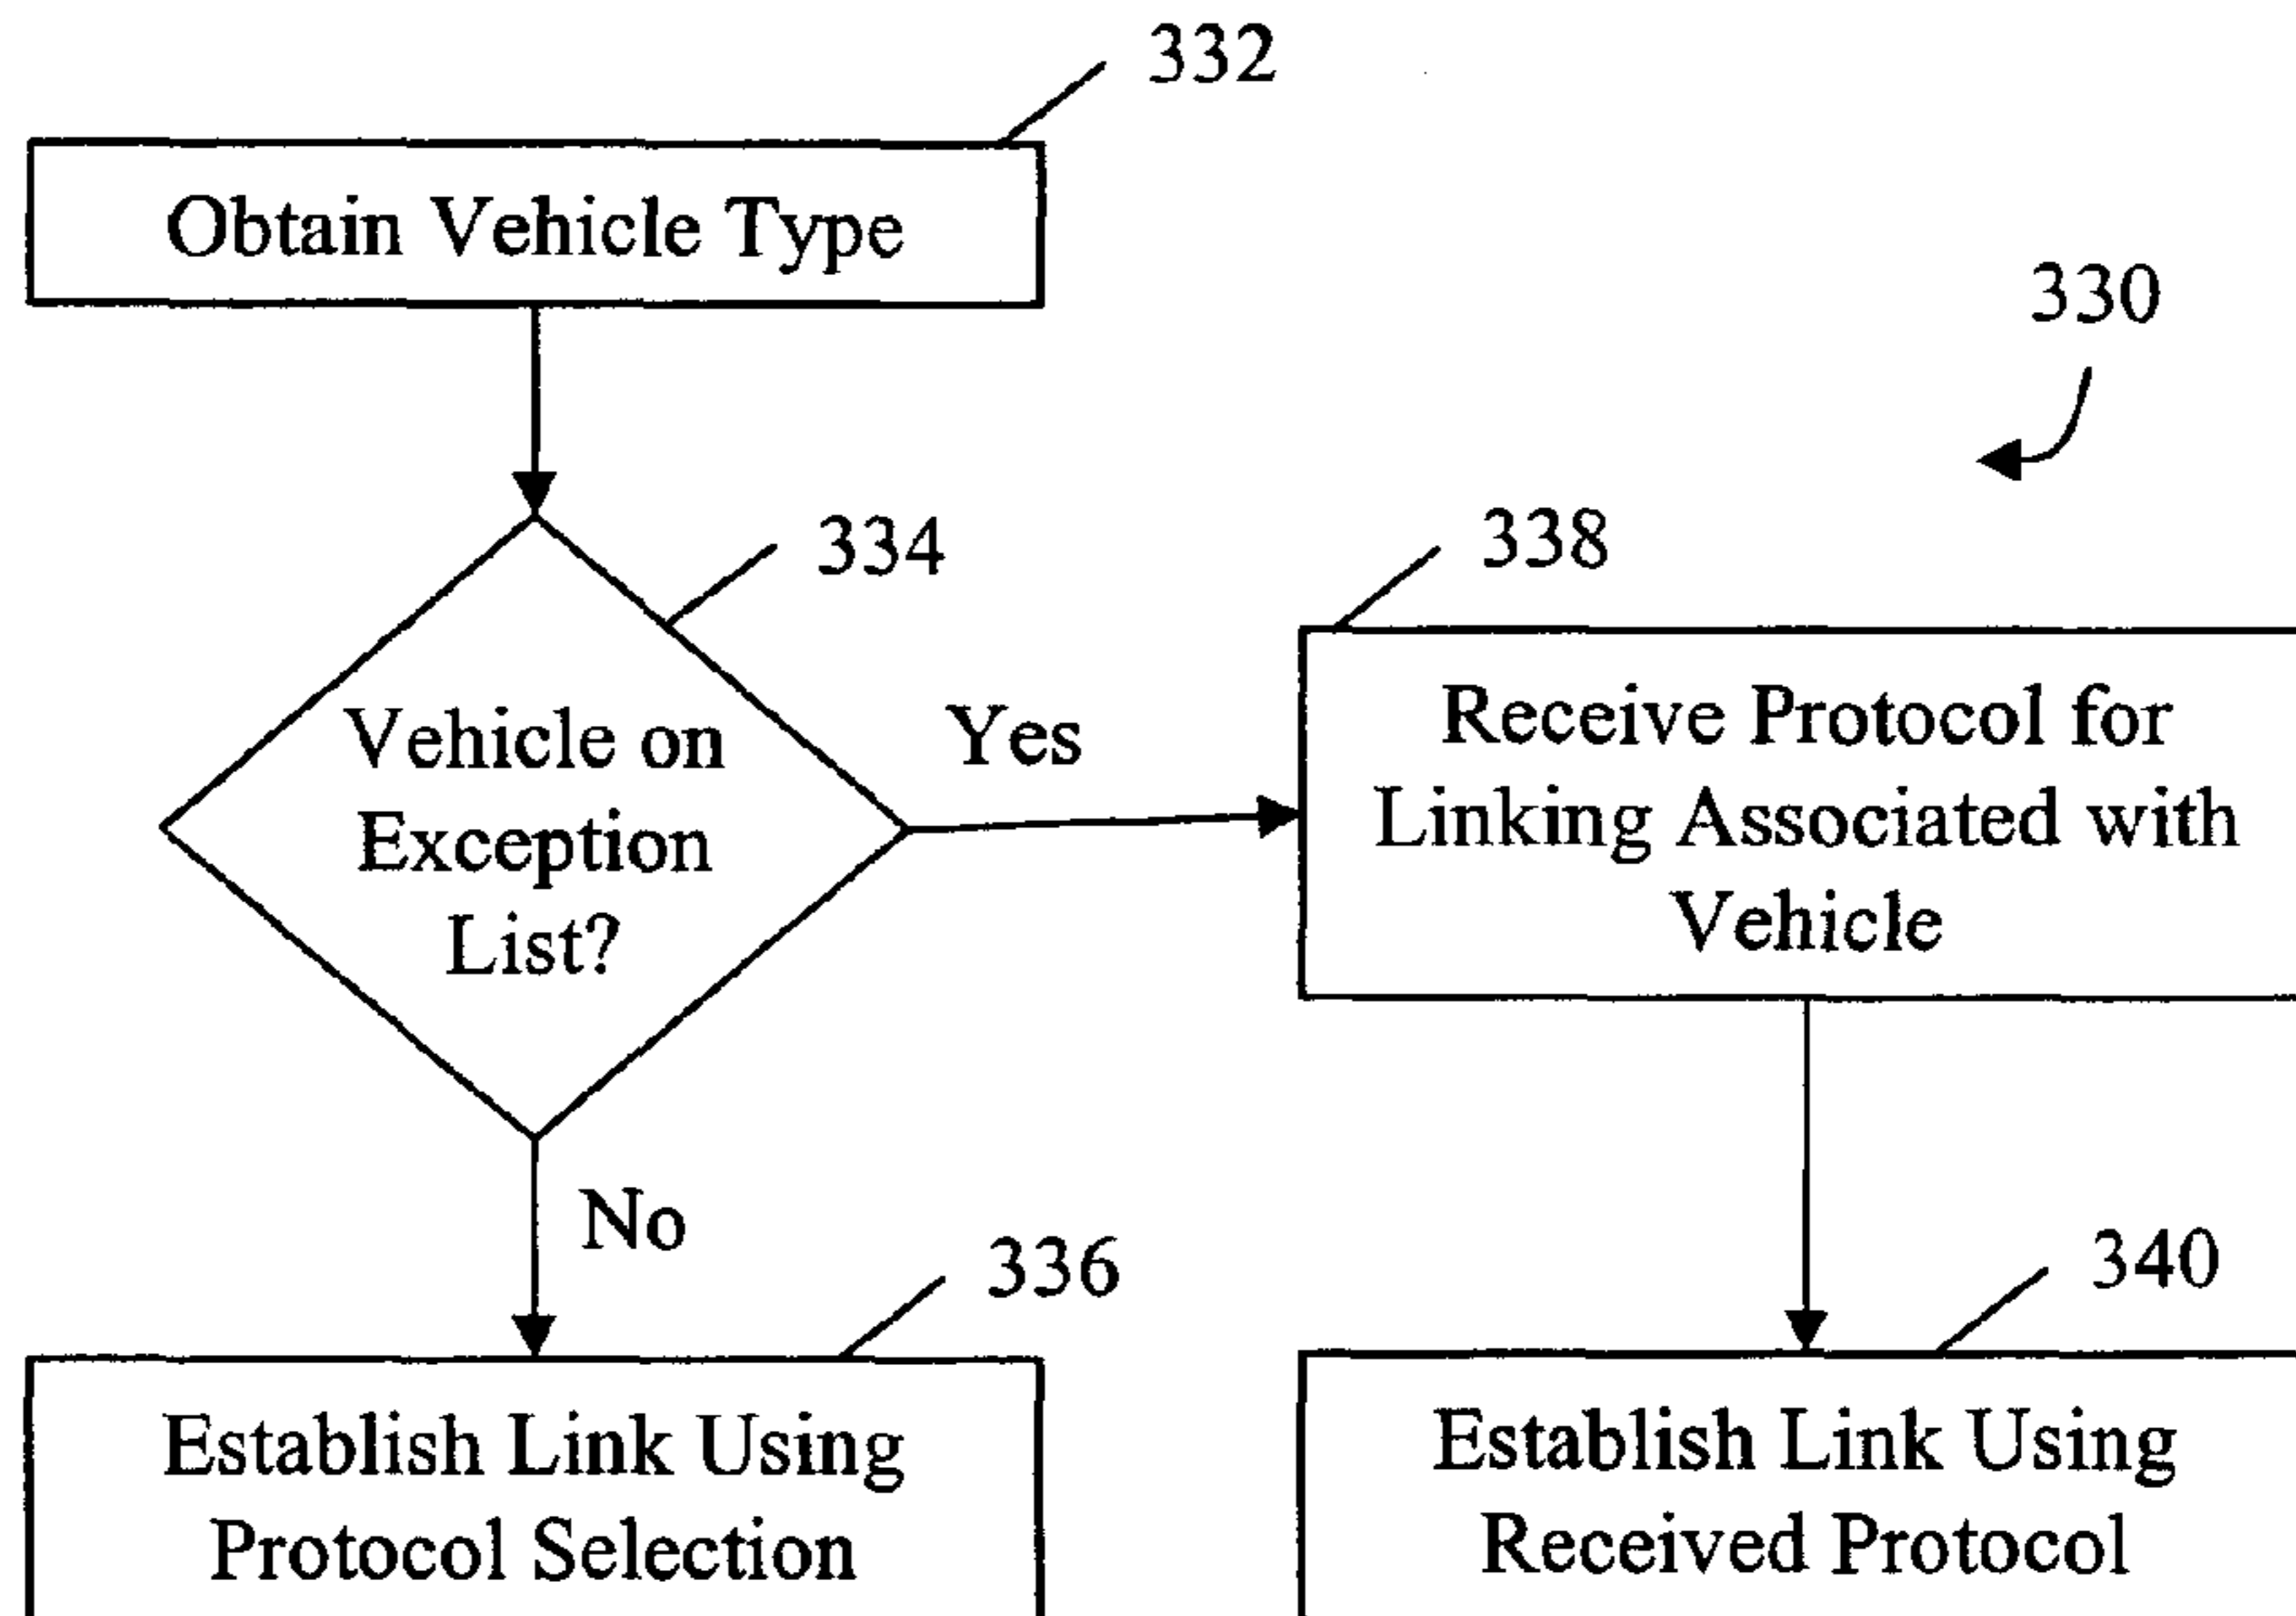 332
Obtain Vehicle Type
330
334
338
Vehicle on
Exception
List?
Yes
Receive Protocol for
Linking Associated with
Vehicle
No
336
340
Establish Link Using
Protocol Selection
Establish Link Using
Received Protocol